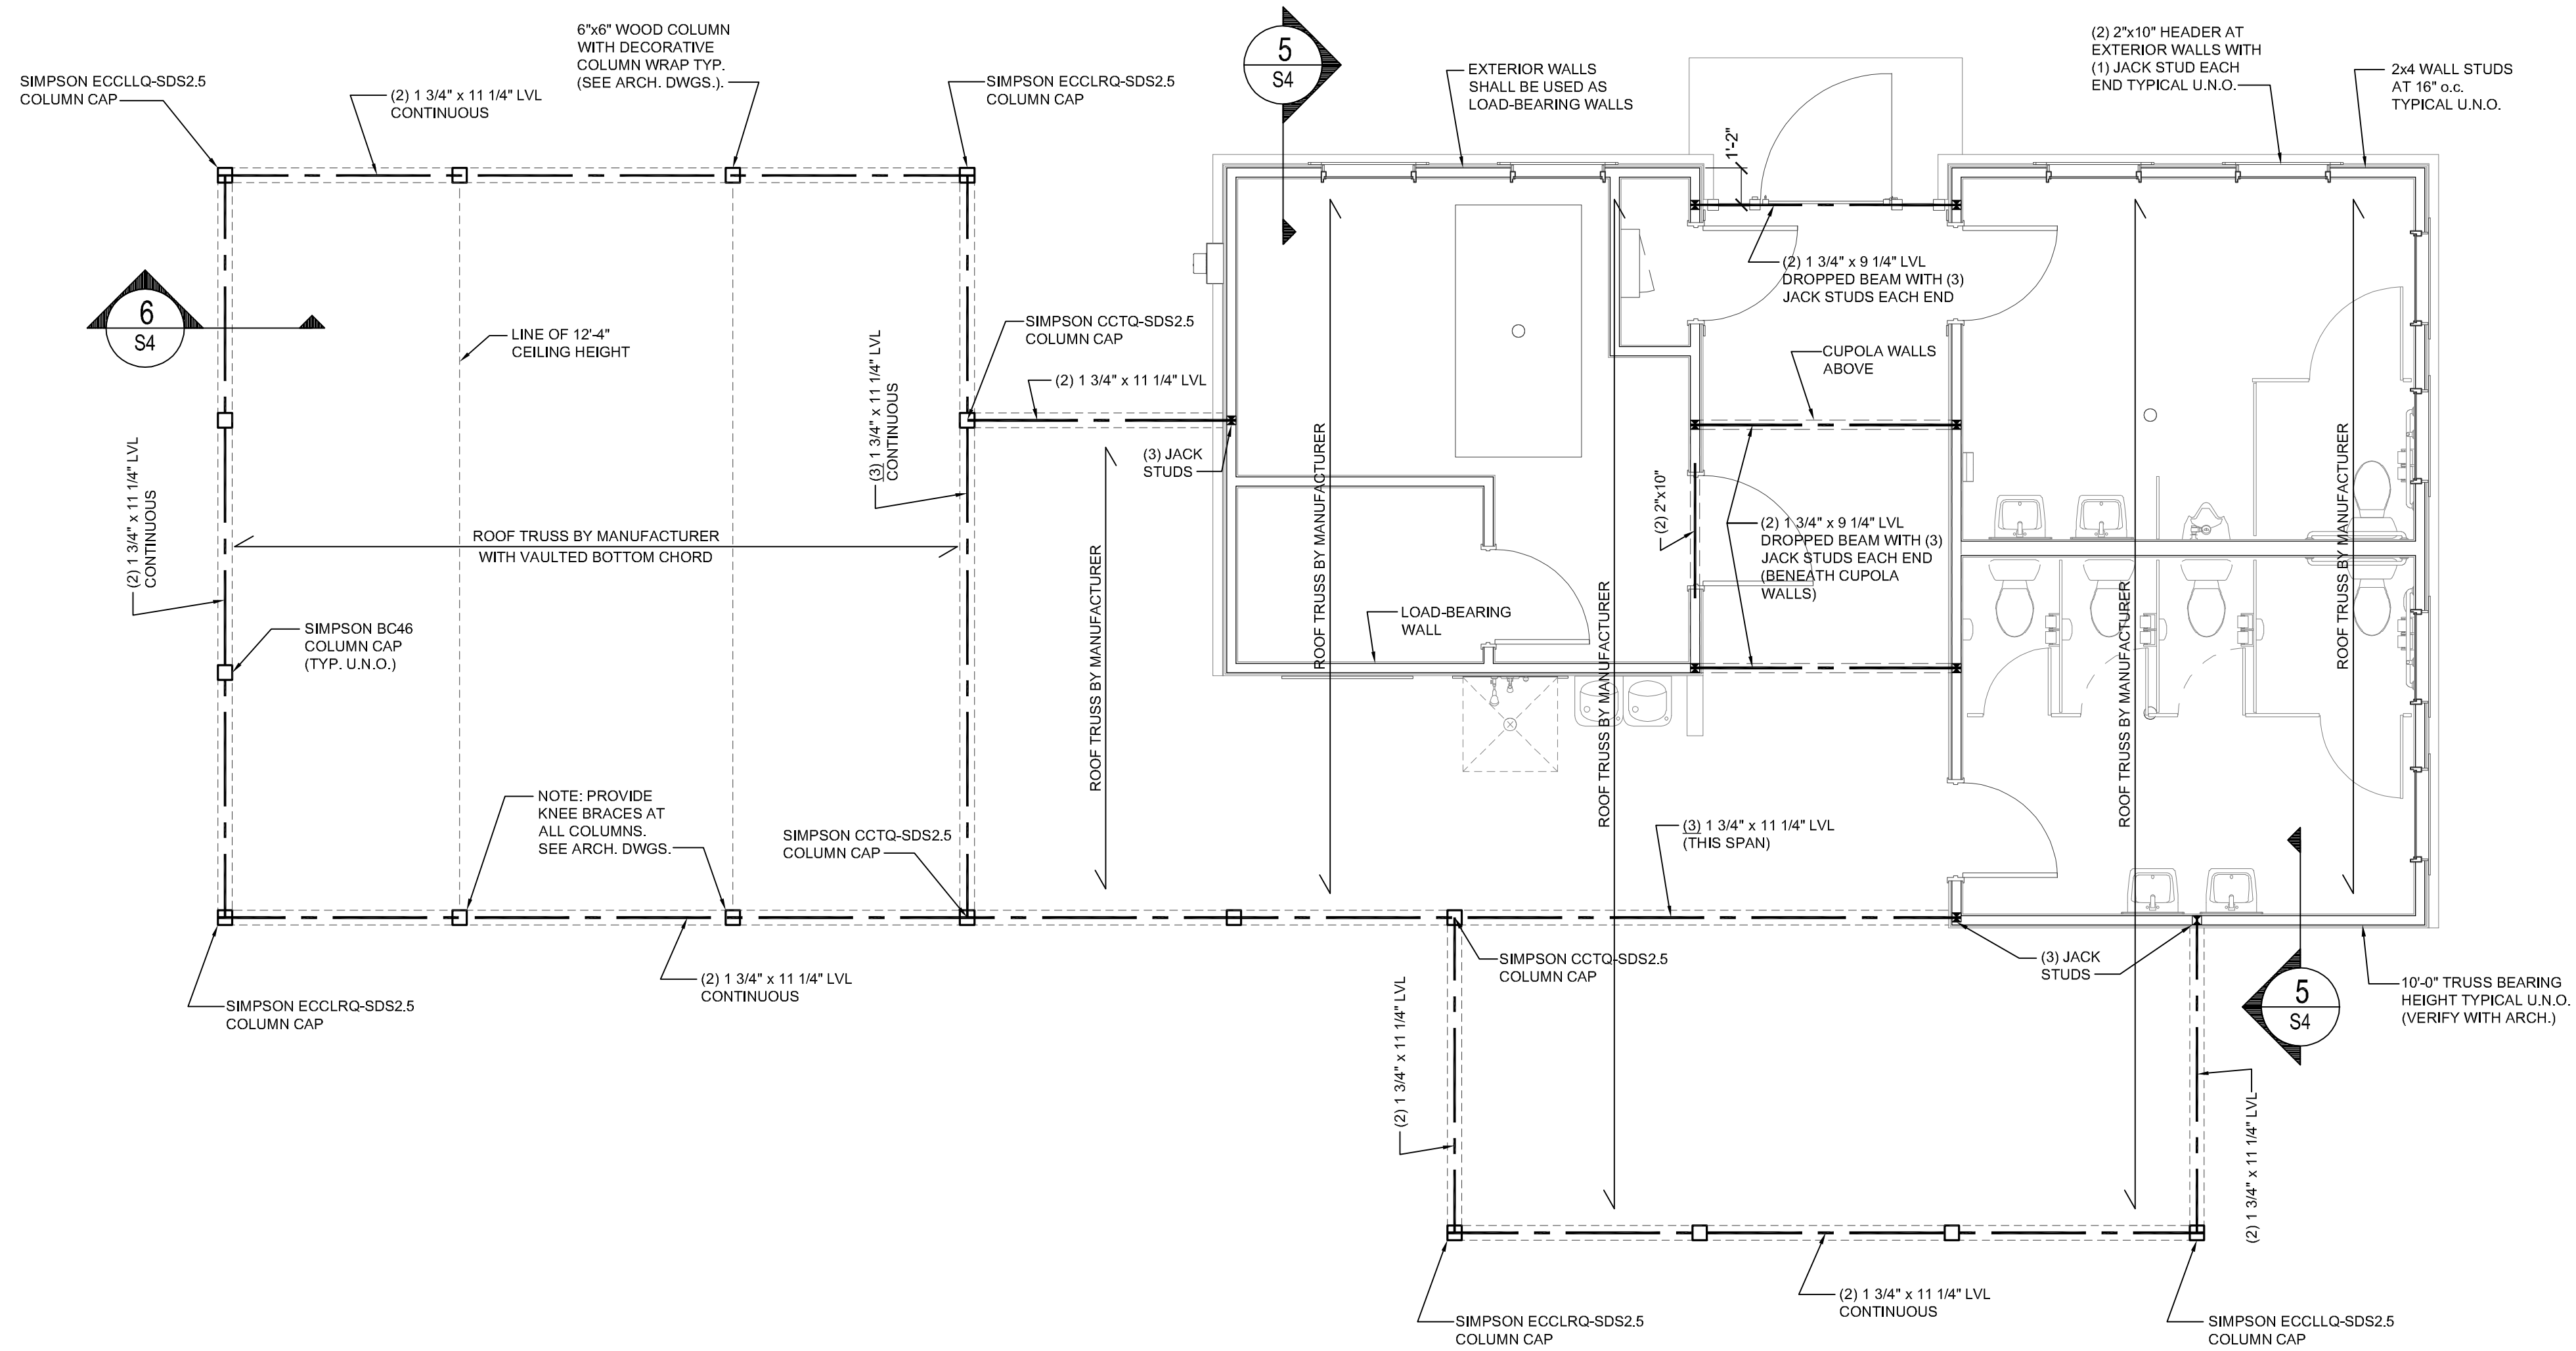 SIMPSON ECCLLQ-SDS2.5
COLUMN CAP
(2) 1 3/4" x 11 1/4" LVL
CONTINUOUS
6"x6" WOOD COLUMN
WITH DECORATIVE
COLUMN WRAP TYP.
(SEE ARCH. DWGS.).
SIMPSON ECCLRQ-SDS2.5
COLUMN CAP
5
S4
EXTERIOR WALLS
SHALL BE USED AS
LOAD-BEARING WALLS
1'-2"
(2) 2"x10" HEADER AT
EXTERIOR WALLS WITH
(1) JACK STUD EACH
END TYPICAL U.N.O.
2x4 WALL STUDS
AT 16" o.c.
TYPICAL U.N.O.
6
S4
LINE OF 12'-4"
CEILING HEIGHT
(3) 1 3/4" x 11 1/4" LVL
CONTINUOUS
SIMPSON CCTQ-SDS2.5
COLUMN CAP
(2) 1 3/4" x 11 1/4" LVL
(3) JACK
STUDS
(2) 1 3/4" x 9 1/4" LVL
DROPPED BEAM WITH (3)
JACK STUDS EACH END
CUPOLA WALLS
ABOVE
(2) 2"x10"
(2) 1 3/4" x 9 1/4" LVL
DROPPED BEAM WITH (3)
JACK STUDS EACH END
(BENEATH CUPOLA
WALLS)
(2) 1 3/4" x 11 1/4" LVL
CONTINUOUS
ROOF TRUSS BY MANUFACTURER
WITH VAULTED BOTTOM CHORD
SIMPSON BC46
COLUMN CAP
(TYP. U.N.O.)
LOAD-BEARING
WALL
ROOF TRUSS BY MANUFACTURER
ROOF TRUSS BY MANUFACTURER
ROOF TRUSS BY MANUFACTURER
ROOF TRUSS BY MANUFACTURER
ROOF TRUSS BY MANUFACTURER
NOTE: PROVIDE
KNEE BRACES AT
ALL COLUMNS.
SEE ARCH. DWGS.
SIMPSON CCTQ-SDS2.5
COLUMN CAP
(3) 1 3/4" x 11 1/4" LVL
(THIS SPAN)
SIMPSON ECCLRQ-SDS2.5
COLUMN CAP
(2) 1 3/4" x 11 1/4" LVL
CONTINUOUS
SIMPSON CCTQ-SDS2.5
COLUMN CAP
(3) JACK
STUDS
5
S4
10'-0" TRUSS BEARING
HEIGHT TYPICAL U.N.O.
(VERIFY WITH ARCH.)
(2) 1 3/4" x 11 1/4" LVL
(2) 1 3/4" x 11 1/4" LVL
SIMPSON ECCLRQ-SDS2.5
COLUMN CAP
(2) 1 3/4" x 11 1/4" LVL
CONTINUOUS
SIMPSON ECCLLQ-SDS2.5
COLUMN CAP